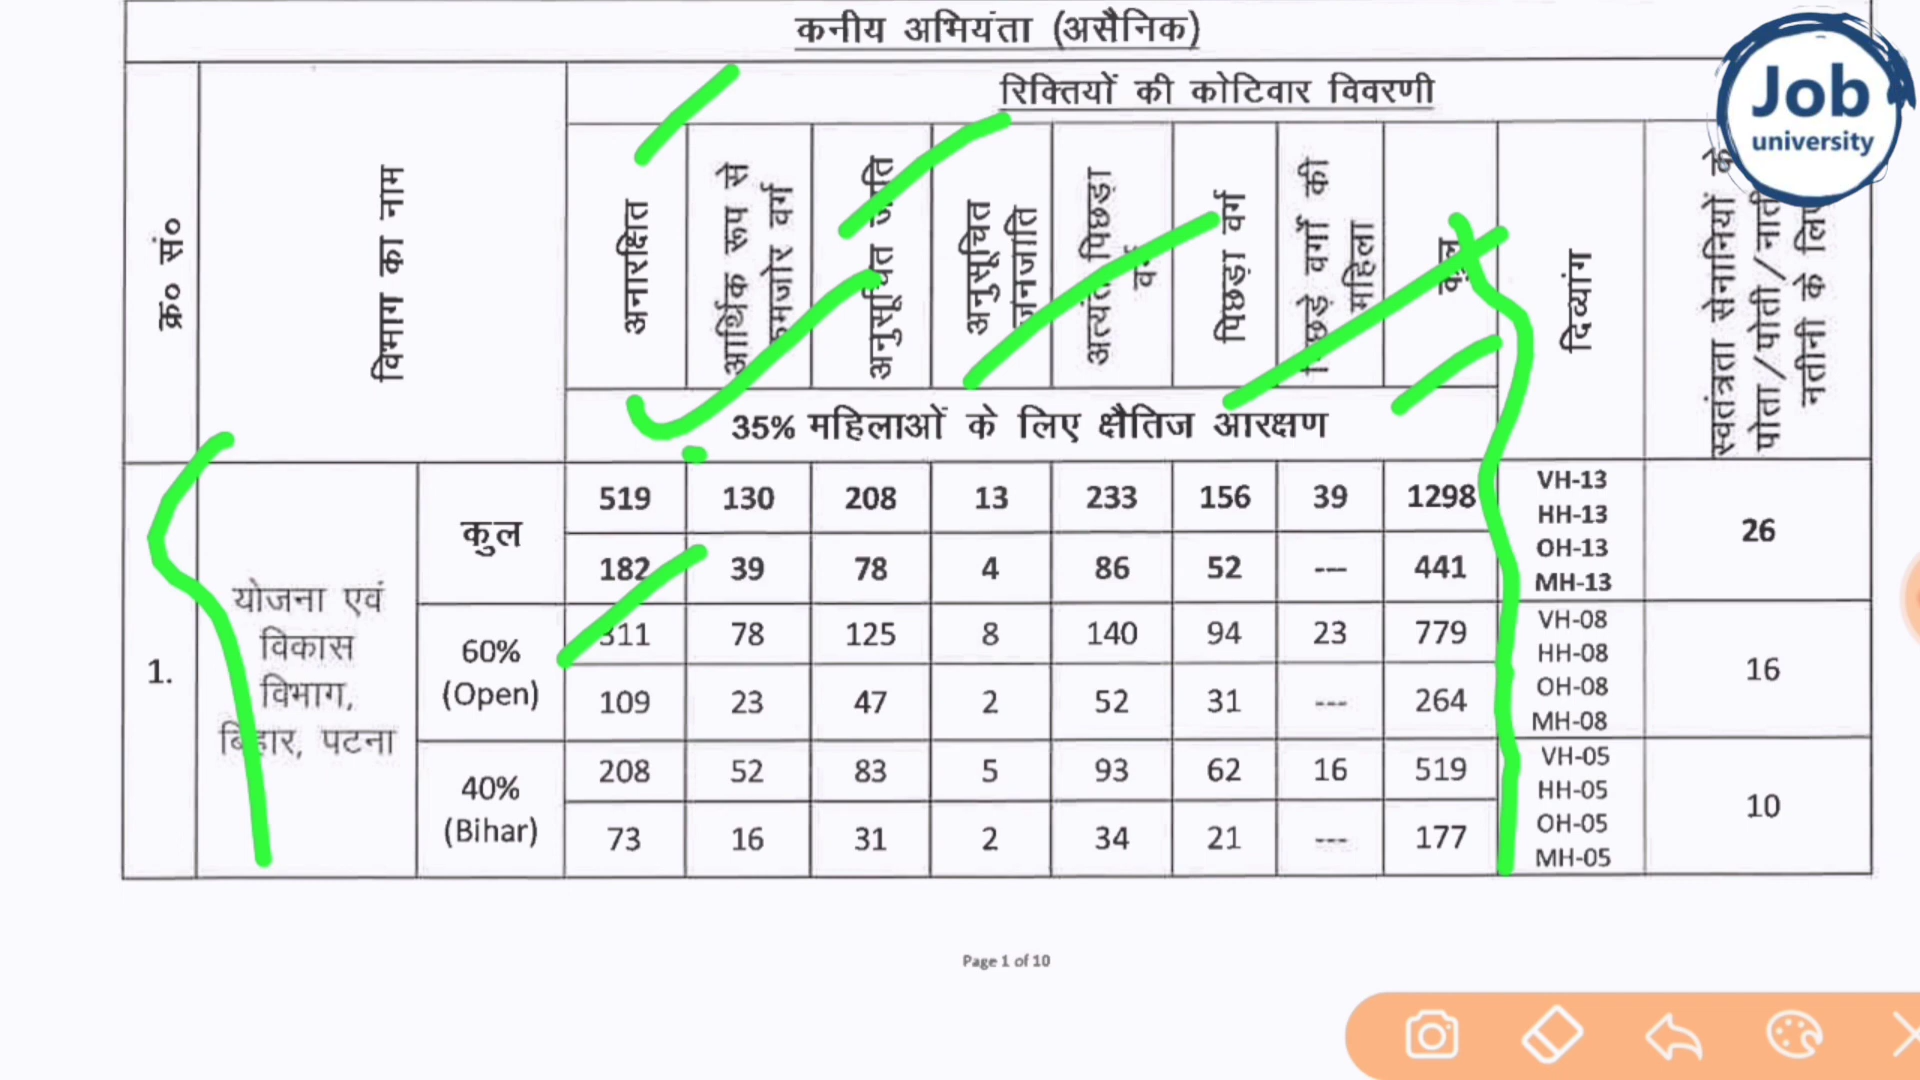 कनीय अभियंता (असैनिक)
Job
university
रिक्तियों की कोटिवार विवरणी
क्र० सं०
विभाग का नाम
अनारक्षित
आर्थिक रूप से
कमजोर वर्ग
अनुसूचित जाति
अनुसूचित
जनजाति
अत्यंत पिछड़ा
वर्ग
पिछड़ा वर्ग
पिछड़े वर्गों की
महिला
कुल
दिव्यांग
स्वतंत्रता सेनानियों के
पोता/पोती/नाती
नतीनी के लिए
35% महिलाओं के लिए क्षैतिज आरक्षण
1.
योजना एवं
विकास
विभाग,
बिहार, पटना
कुल
519 130 208 13 233 156 39 1298
182 39 78 4 86 52 --- 441
VH-13
HH-13
OH-13
MH-13
26
60%
(Open)
311 78 125 8 140 94 23 779
109 23 47 2 52 31 --- 264
VH-08
HH-08
OH-08
MH-08
16
40%
(Bihar)
208 52 83 5 93 62 16 519
73 16 31 2 34 21 --- 177
VH-05
HH-05
OH-05
MH-05
10
Page 1 of 10